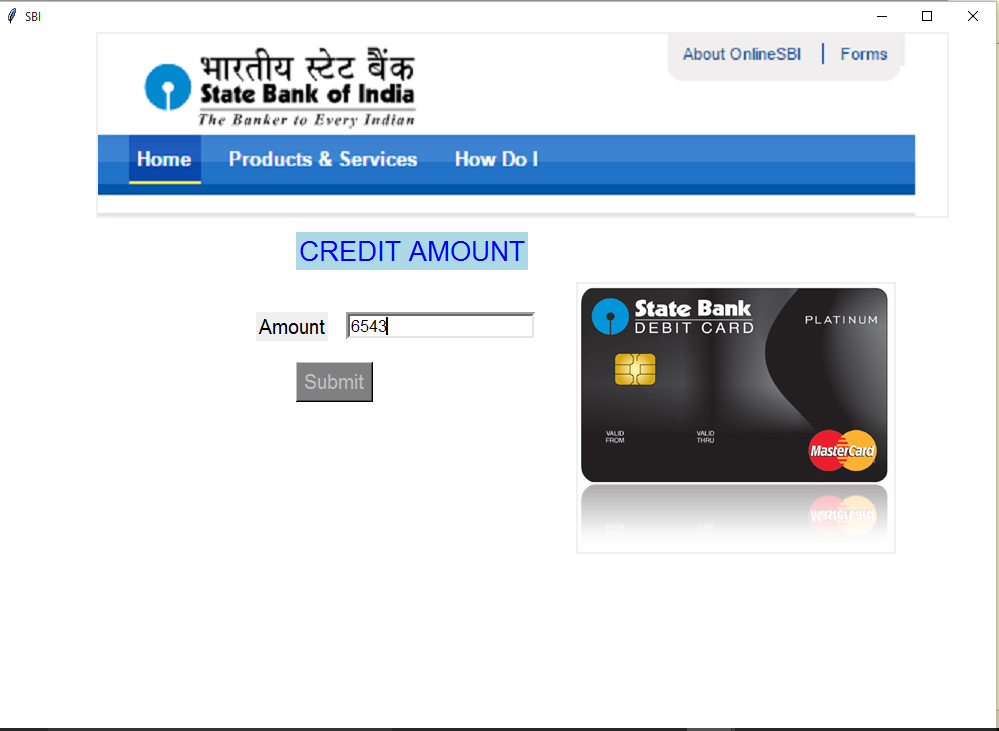 SBI
About OnlineSBI | Forms
भारतीय स्टेट बैंक
State Bank of India
The Banker to Every Indian
Home Products & Services How Do I
CREDIT AMOUNT
Amount 6543
Submit
State Bank
DEBIT CARD
PLATINUM
VALID FROM VALID THRU
MasterCard